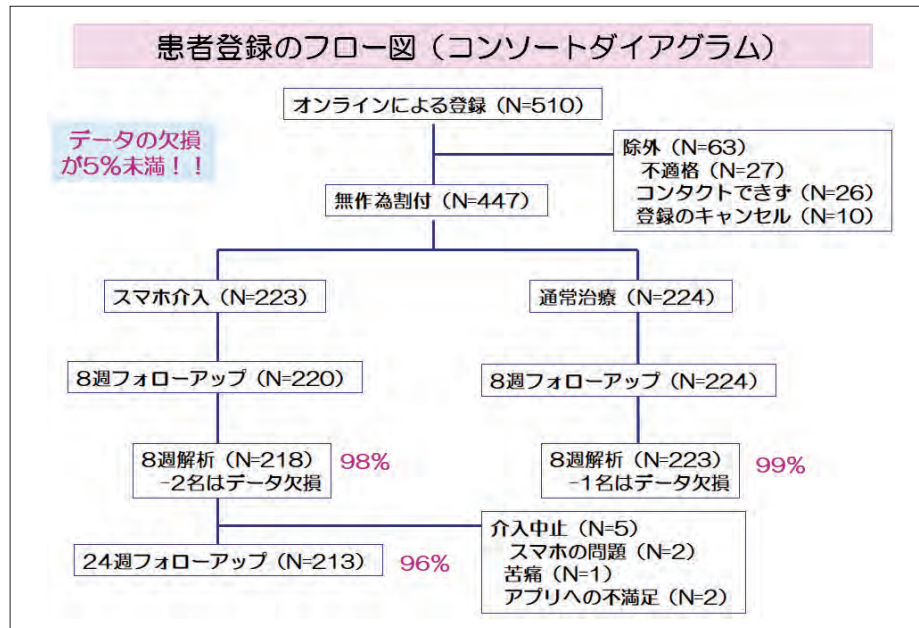 患者登録のフロー図（コンソートダイアグラム）
オンラインによる登録（N=510）
データの欠損
が5%未満！！
除外（N=63）
不適格（N=27）
コンタクトできず（N=26）
登録のキャンセル（N=10）
無作為割付（N=447）
スマホ介入（N=223）
通常治療（N=224）
8週フォローアップ（N=220）
8週フォローアップ（N=224）
8週解析（N=218）
-2名はデータ欠損
98%
8週解析（N=223）
-1名はデータ欠損
99%
介入中止（N=5）
スマホの問題（N=2）
苦痛（N=1）
アプリへの不満足（N=2）
24週フォローアップ（N=213）
96%